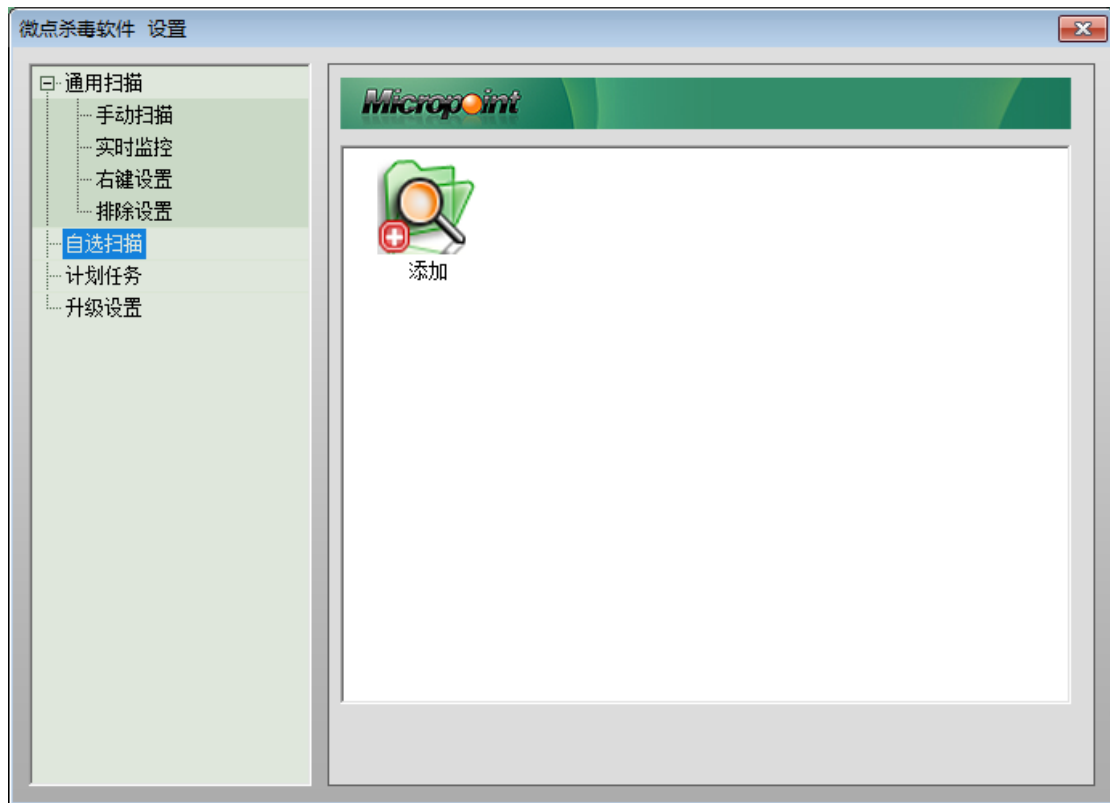 微点杀毒软件 设置
通用扫描
手动扫描
实时监控
右键设置
排除设置
自选扫描
计划任务
升级设置
Micropoint
添加